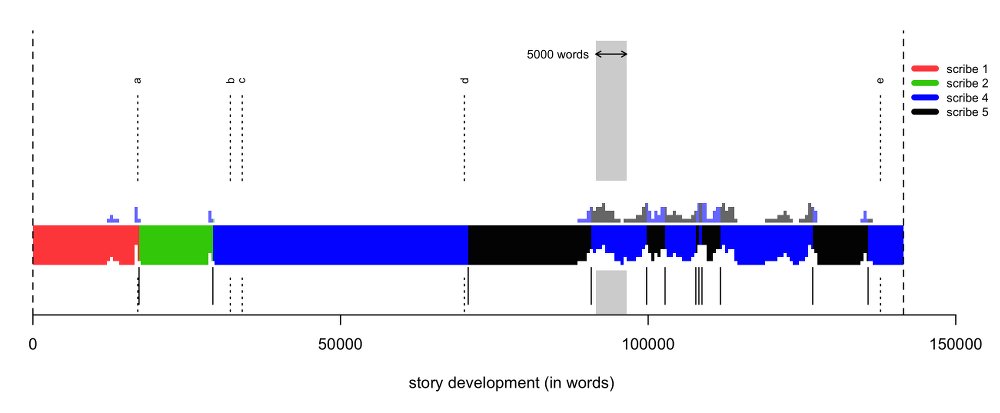 a
b
c
d
e
5000 words
scribe 1
scribe 2
scribe 4
scribe 5
0
50000
100000
150000
story development (in words)